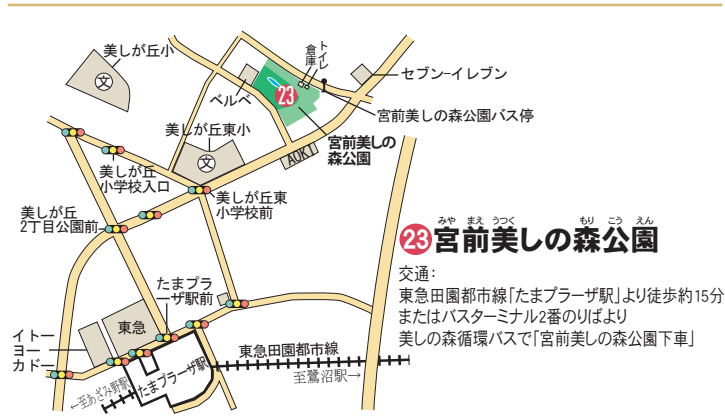 美しが丘小
文
トイレ
倉庫
セブン-イレブン
ベルベ
23
宮前美しの森公園バス停
美しが丘東小
文
宮前美しの
森公園
AOKI
美しが丘
小学校入口
美しが丘東
小学校前
美しが丘
2丁目公園前
みや まえ うつく もり こう えん
23宮前美しの森公園
交通：
東急田園都市線「たまプラーザ駅」より徒歩約15分
またはバスターミナル2番のりばより
美しの森循環バスで「宮前美しの森公園下車」
たまプラ
ーザ駅前
東急
イトー
ヨー
カドー
たまプラーザ駅
東急田園都市線
至鷺沼駅→
←至あざみ野駅